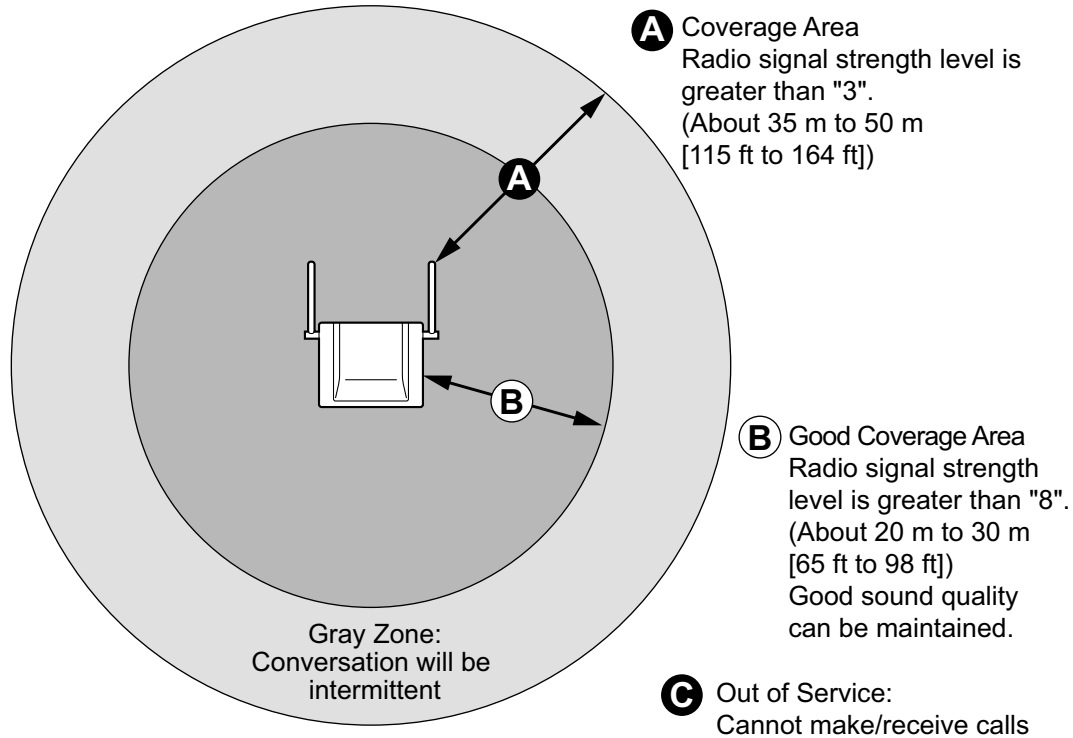 A Coverage Area
Radio signal strength level is
greater than "3".
(About 35 m to 50 m
[115 ft to 164 ft])
A
B
B Good Coverage Area
Radio signal strength
level is greater than "8".
(About 20 m to 30 m
[65 ft to 98 ft])
Good sound quality
can be maintained.
Gray Zone:
Conversation will be
intermittent
C Out of Service:
Cannot make/receive calls